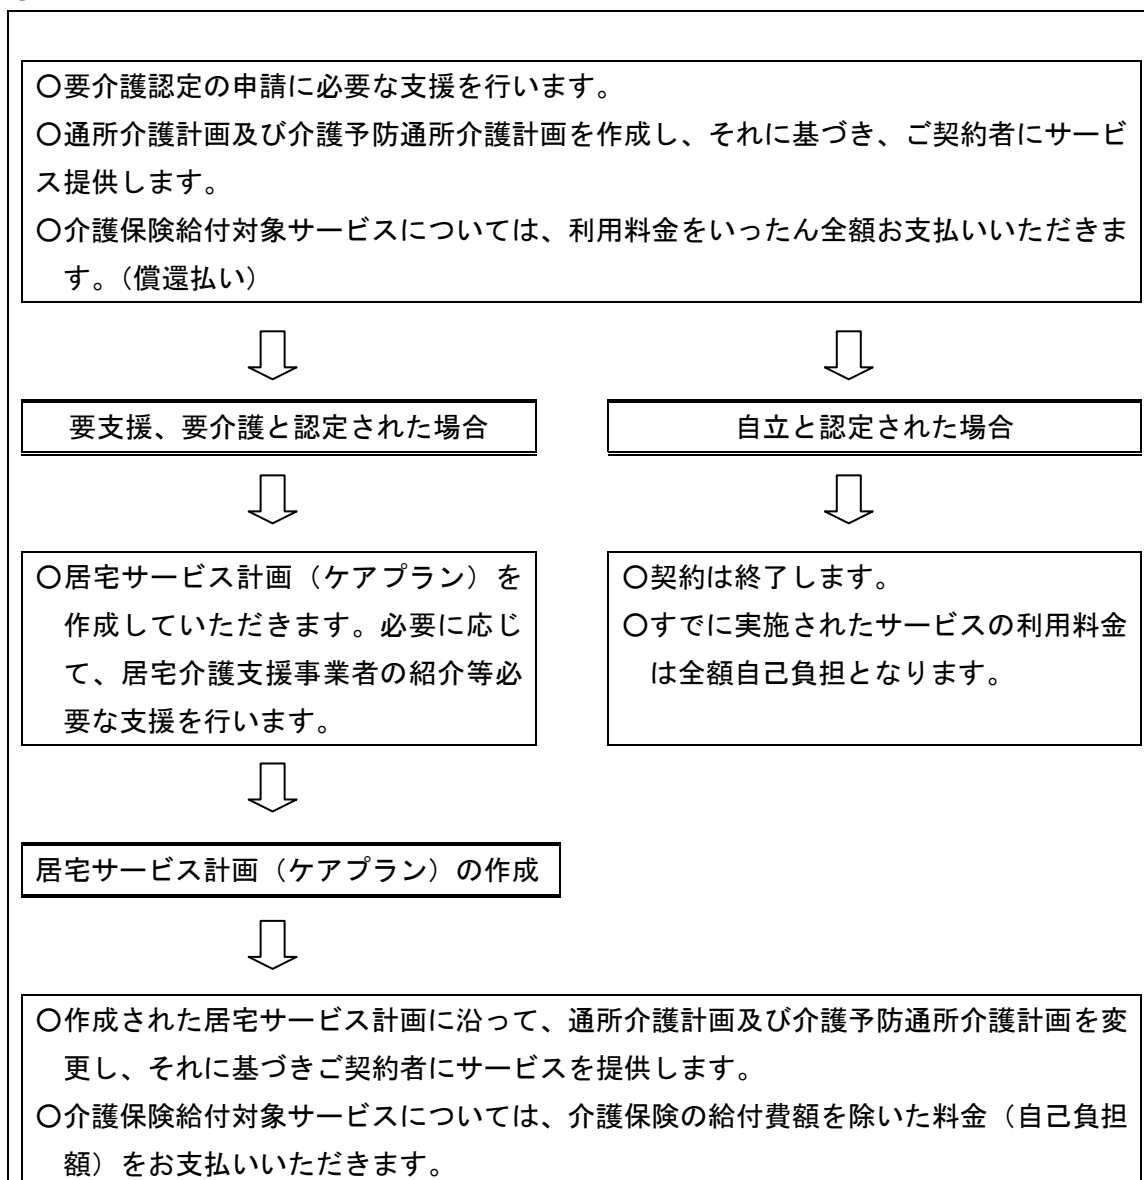 〇要介護認定の申請に必要な支援を行います。
〇通所介護計画及び介護予防通所介護計画を作成し、それに基づき、ご契約者にサービ
ス提供します。
〇介護保険給付対象サービスについては、利用料金をいったん全額お支払いいただきま
す。（償還払い）
要支援、要介護と認定された場合
自立と認定された場合
〇居宅サービス計画（ケアプラン）を
作成していただきます。必要に応じ
て、居宅介護支援事業者の紹介等必
要な支援を行います。
〇契約は終了します。
〇すでに実施されたサービスの利用料金
は全額自己負担となります。
居宅サービス計画（ケアプラン）の作成
〇作成された居宅サービス計画に沿って、通所介護計画及び介護予防通所介護計画を変
更し、それに基づきご契約者にサービスを提供します。
〇介護保険給付対象サービスについては、介護保険の給付費額を除いた料金（自己負担
額）をお支払いいただきます。